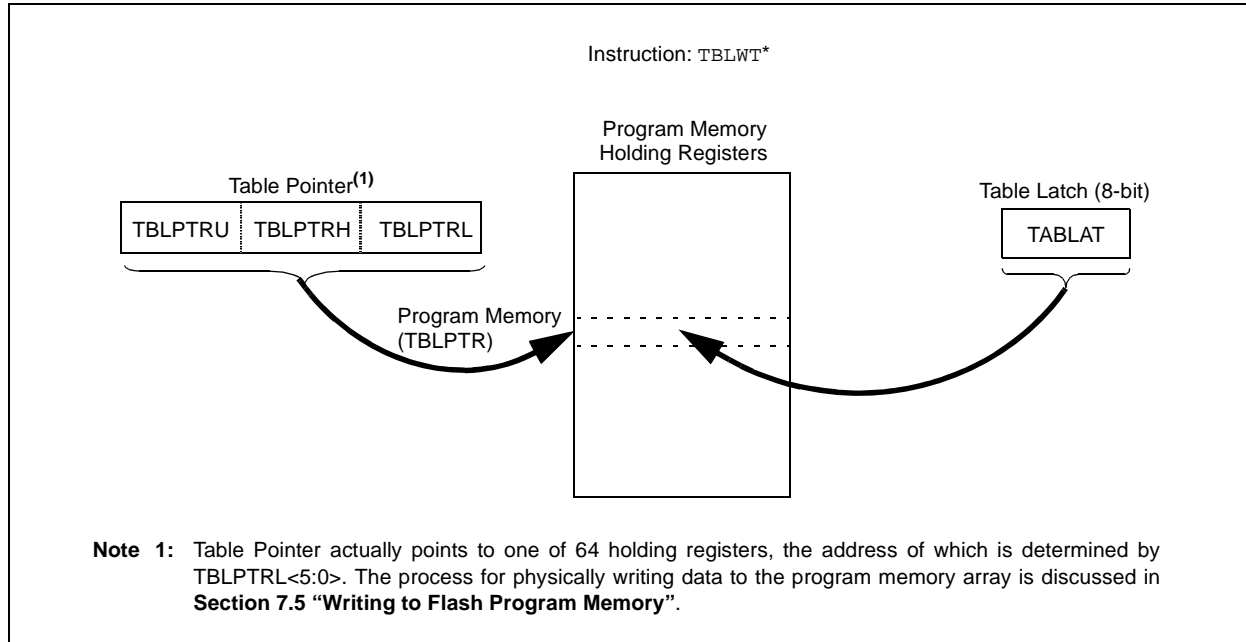 Instruction: TBLWT*
Program Memory
Holding Registers
Table Pointer(1)
Table Latch (8-bit)
TBLPTRU TBLPTRH TBLPTRL
TABLAT
Program Memory
(TBLPTR)
Note 1: Table Pointer actually points to one of 64 holding registers, the address of which is determined by
TBLPTRL<5:0>. The process for physically writing data to the program memory array is discussed in
Section 7.5 “Writing to Flash Program Memory”.